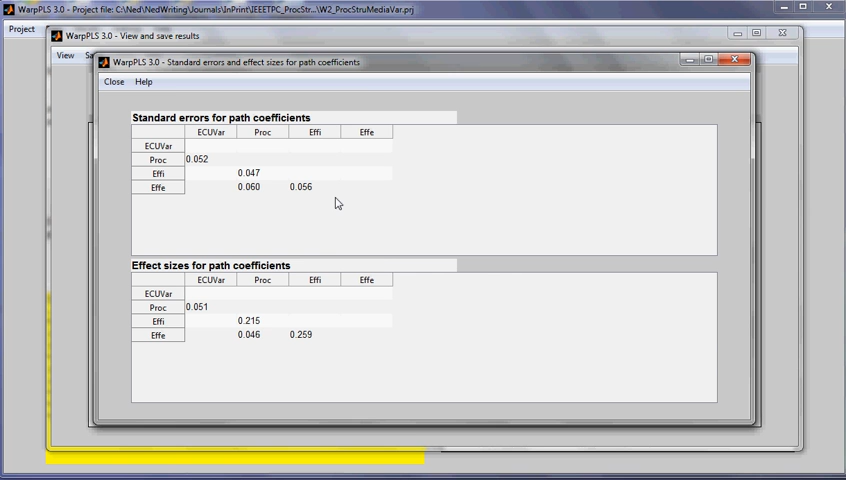 WarpPLS 3.0 - Project file: C:\Ned\NedWriting\Journals\InPrint\IEEETPC_ProcStr...\W2_ProcStruMediaVar.prj
Project
WarpPLS 3.0 - View and save results
View Sa
WarpPLS 3.0 - Standard errors and effect sizes for path coefficients
Close Help
Standard errors for path coefficients
ECUVar Proc Effi Effe
ECUVar
Proc 0.052
Effi 0.047
Effe 0.060 0.056
Effect sizes for path coefficients
ECUVar Proc Effi Effe
ECUVar
Proc 0.051
Effi 0.215
Effe 0.046 0.259